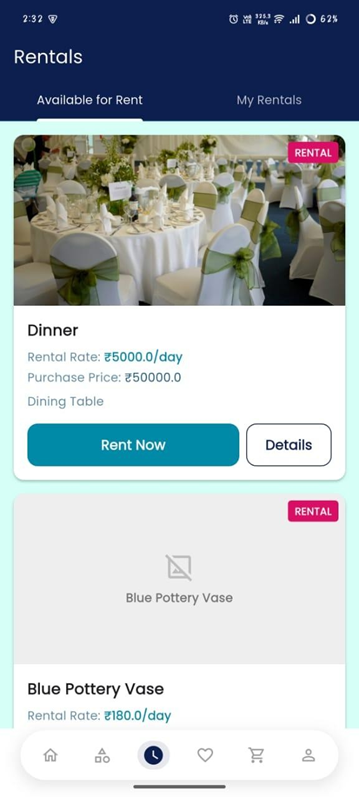 2:32
62%
Rentals
Available for Rent
My Rentals
RENTAL
Dinner
Rental Rate: ₹5000.0/day
Purchase Price: ₹50000.0
Dining Table
Rent Now
Details
RENTAL
Blue Pottery Vase
Blue Pottery Vase
Rental Rate: ₹180.0/day